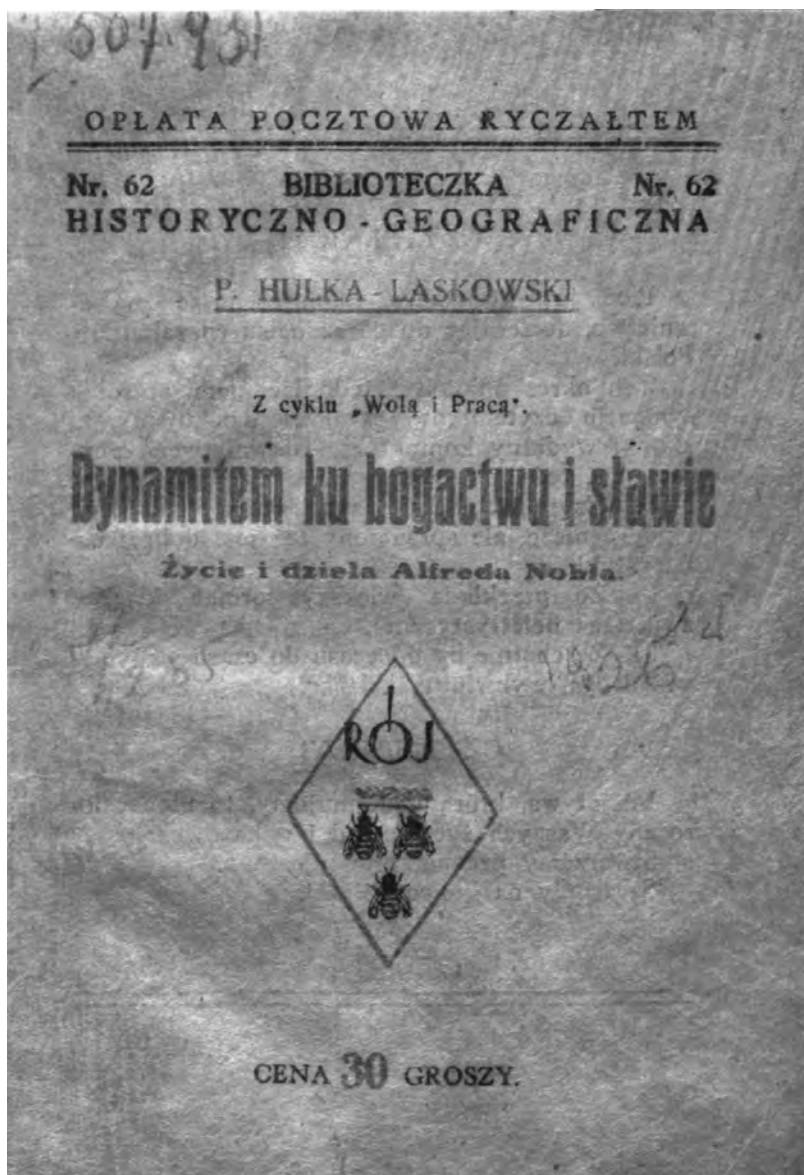 OPŁATA POCZTOWA RYCZAŁTEM
Nr. 62 BIBLIOTECZKA Nr. 62
HISTORYCZNO - GEOGRAFICZNA
P. HULKA - LASKOWSKI
Z cyklu „Wolą i Pracą".
Dynamitem ku bogactwu i sławie
Życie i dzieła Alfreda Nobla.
RÓJ
CENA 30 GROSZY.